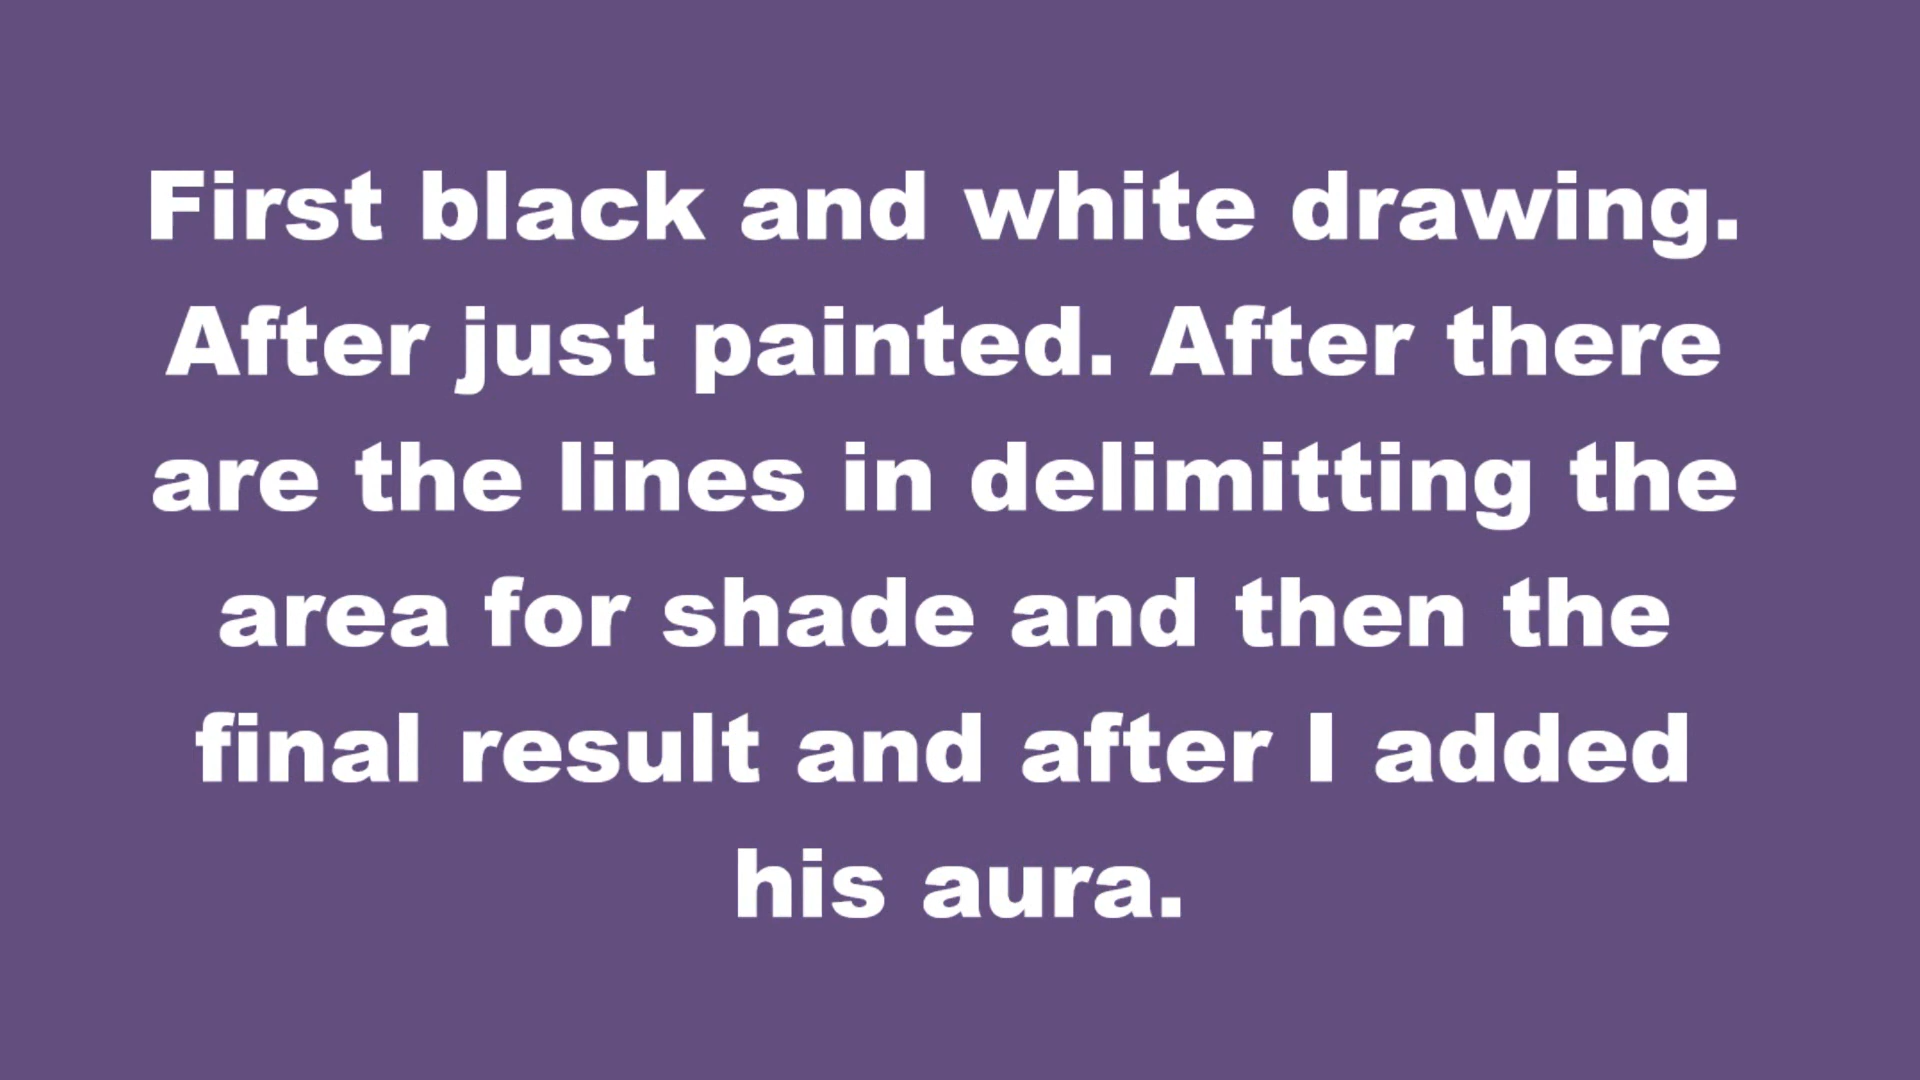 First black and white drawing.
After just painted. After there
are the lines in delimitting the
area for shade and then the
final result and after I added
his aura.